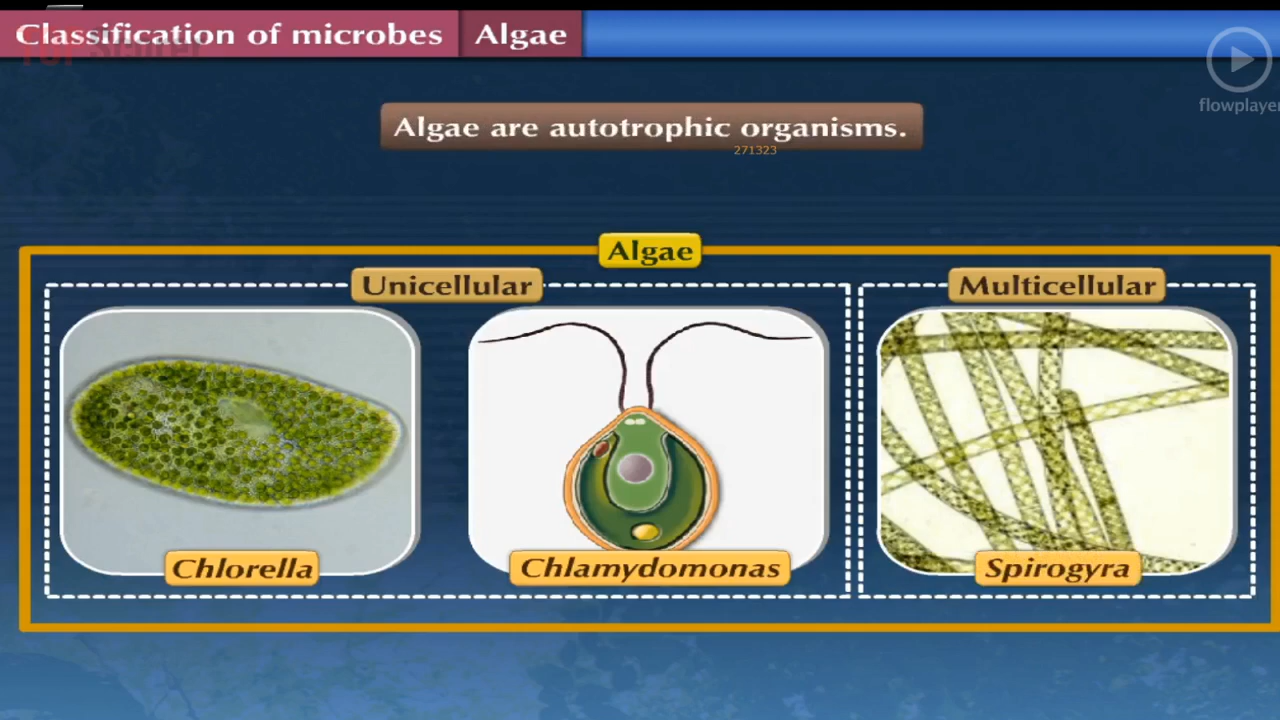 Classification of microbes Algae
flowplayer
Algae are autotrophic organisms.
271323
Algae
Unicellular Multicellular
Chlorella Chlamydomonas Spirogyra